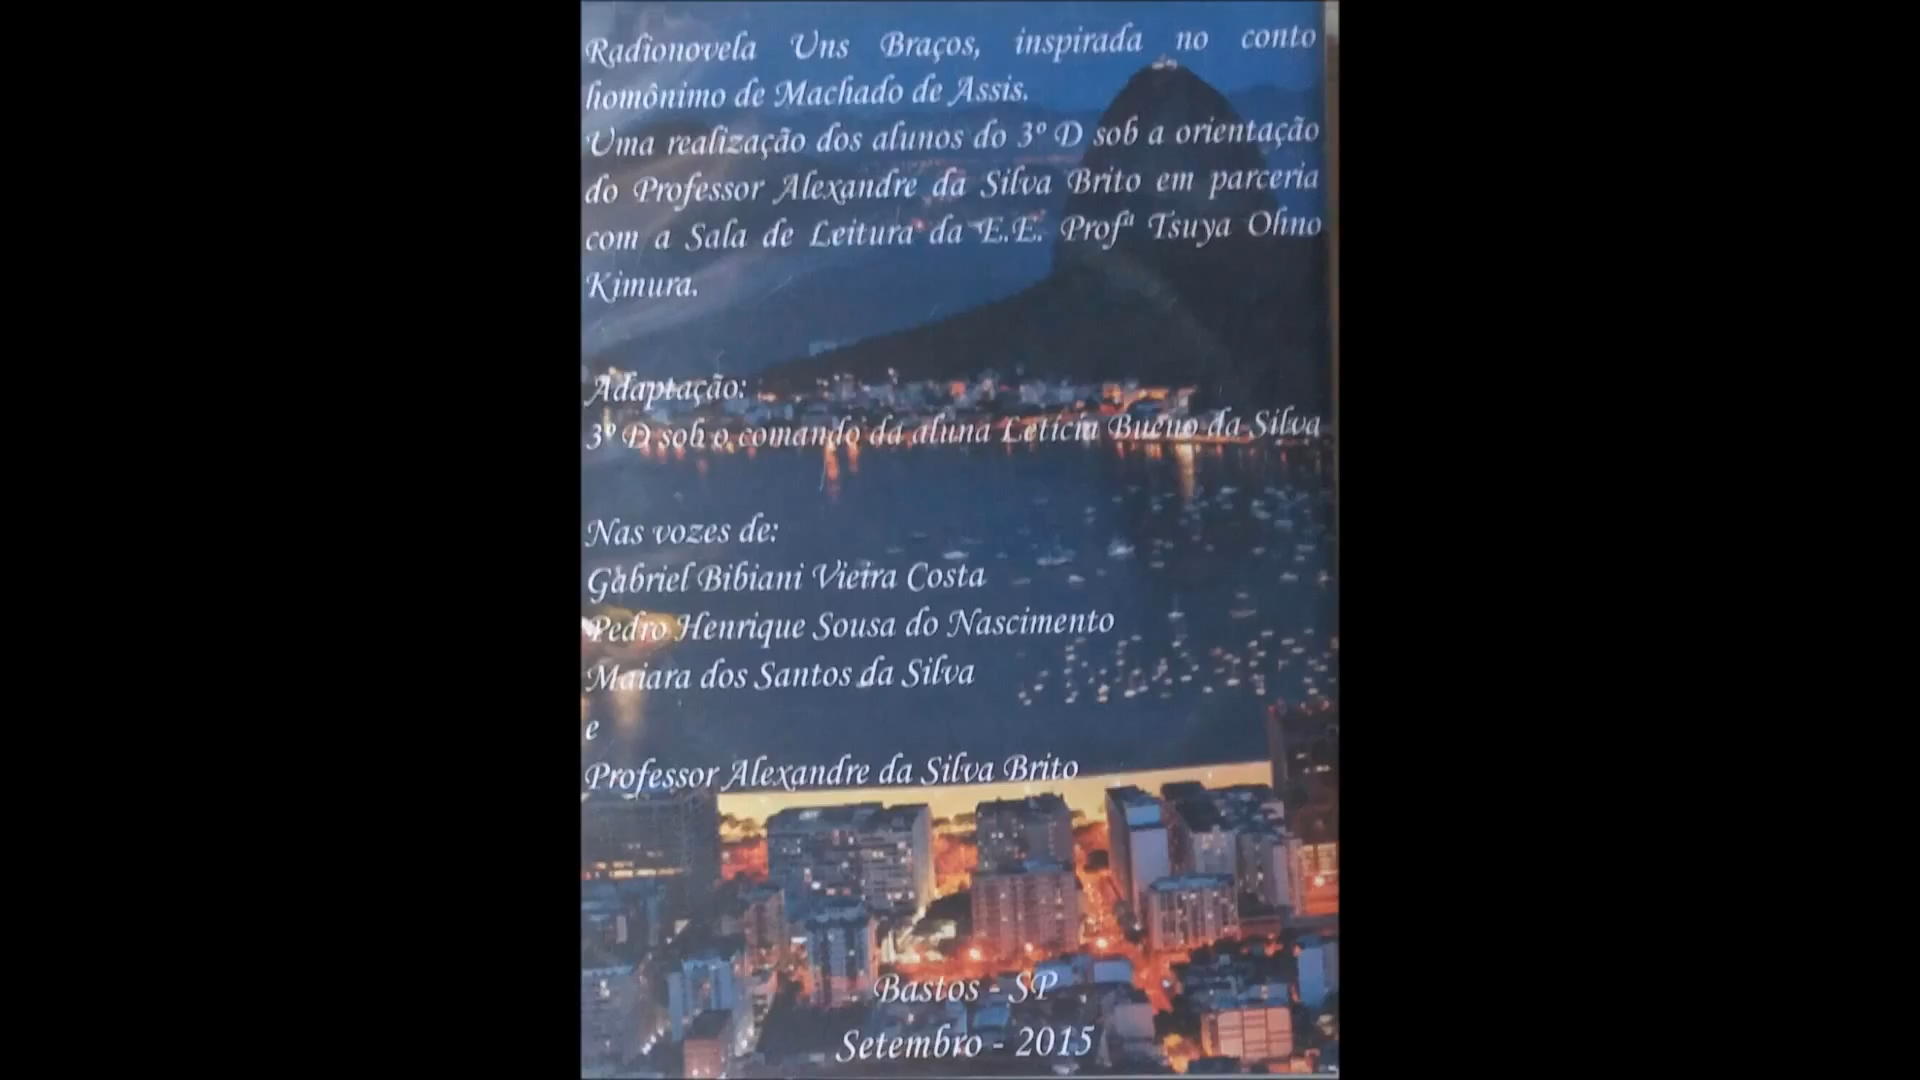 Radionovela Uns Braços, inspirada no conto
homônimo de Machado de Assis.
Uma realização dos alunos do 3º D sob a orientação
do Professor Alexandre da Silva Brito em parceria
com a Sala de Leitura da E.E. Profª Tsuya Ohno
Kimura.
Adaptação:
3º D sob o comando da aluna Letícia Bueno da Silva
Nas vozes de:
Gabriel Bibiani Vieira Costa
Pedro Henrique Sousa do Nascimento
Maiara dos Santos da Silva
e
Professor Alexandre da Silva Brito
Bastos - SP
Setembro - 2015